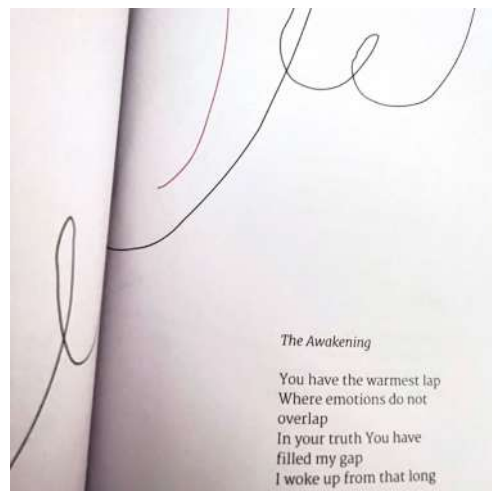 The Awakening
You have the warmest lap
Where emotions do not
overlap
In your truth You have
filled my gap
I woke up from that long